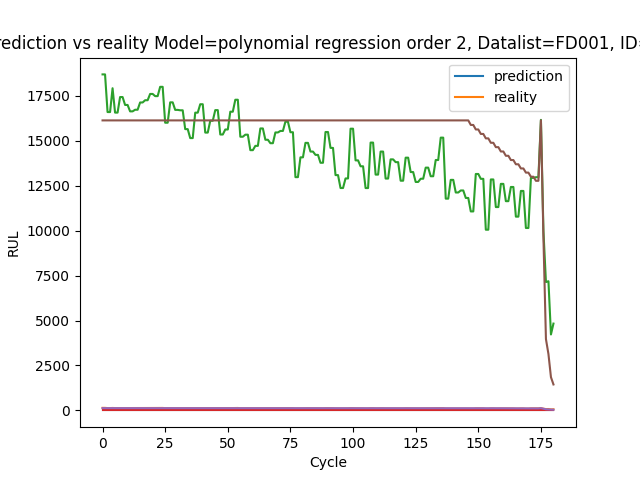 rediction vs reality Model=polynomial regression order 2, Datalist=FD001, ID=
prediction
reality
17500
15000
12500
10000
7500
5000
2500
0
RUL
0 25 50 75 100 125 150 175
Cycle